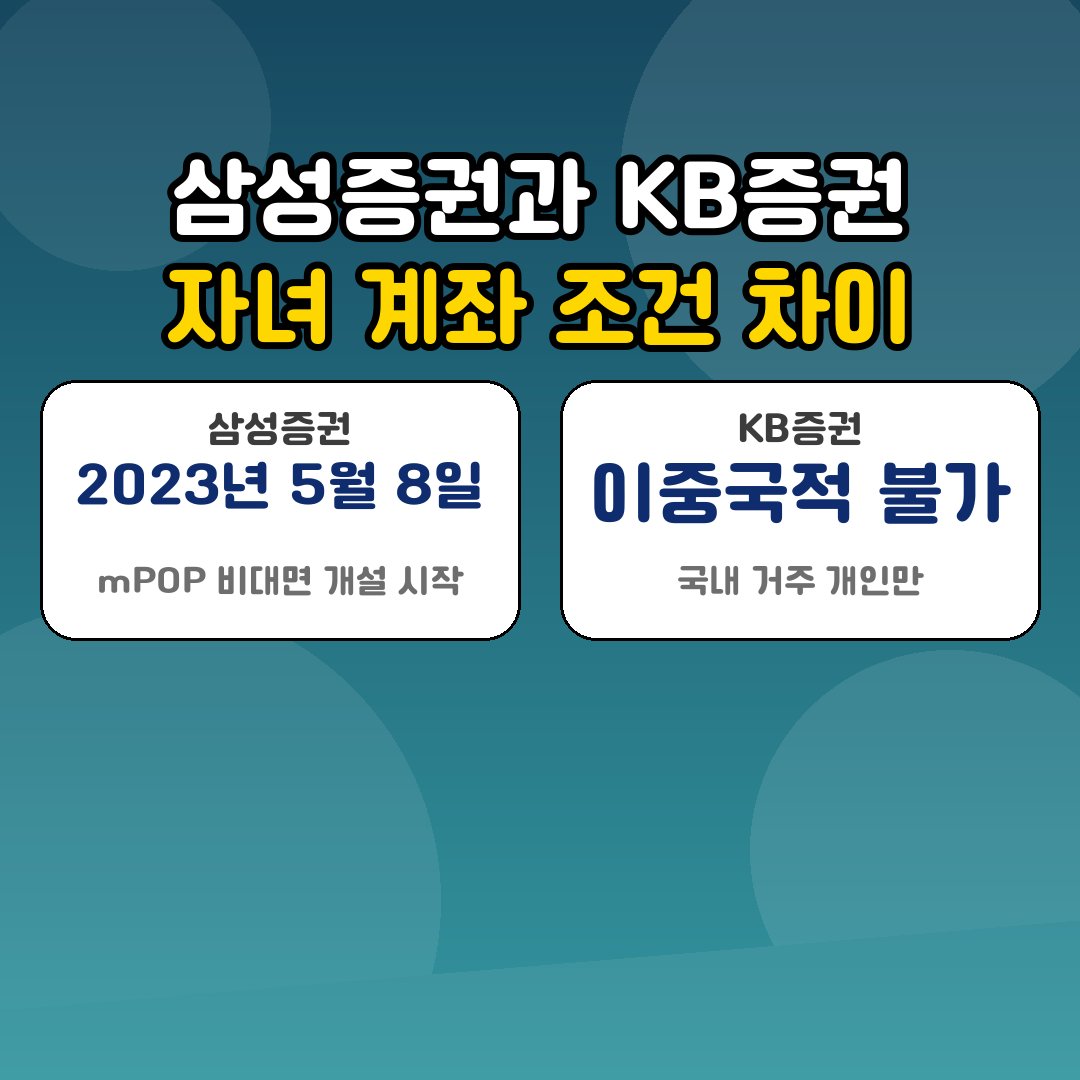 삼성증권과 KB증권
자녀 계좌 조건 차이
삼성증권
2023년 5월 8일
mPOP 비대면 개설 시작
KB증권
이중국적 불가
국내 거주 개인만